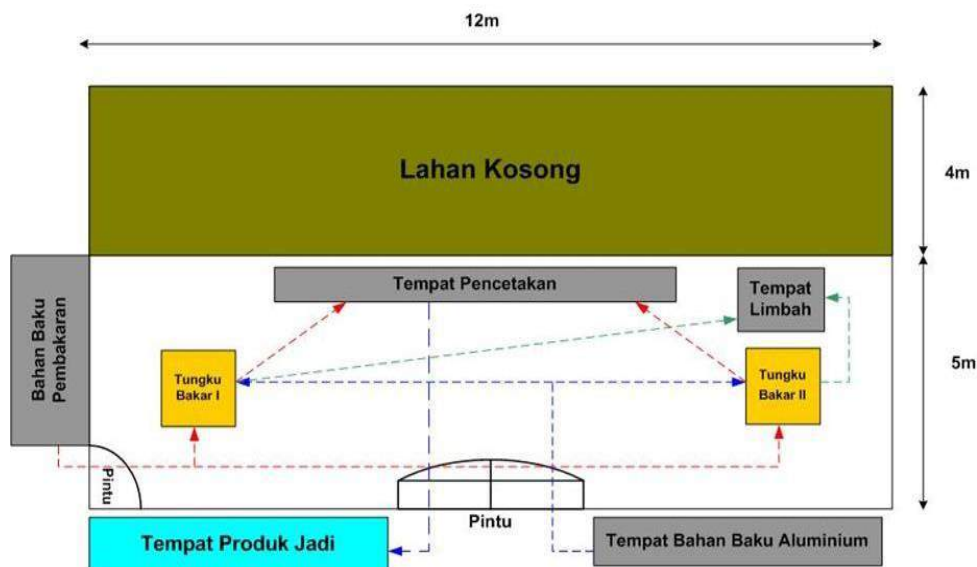 12m
Lahan Kosong
4m
Bahan Baku
Pembakaran
Tempat Pencetakan
Tempat
Limbah
5m
Tungku
Bakar I
Tungku
Bakar II
Pintu
Pintu
Tempat Produk Jadi
Tempat Bahan Baku Aluminium